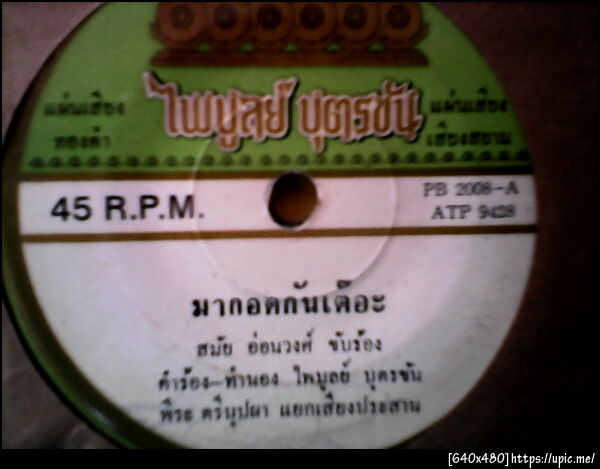 ไพบูลย์ บุตรขัน
แผ่นเสียง
ทองคำ
แผ่นเสียง
เสียงสยาม
45 R.P.M.
PB 2008-A
ATP 9428
มากอดกันเด๊อะ
สมัย อ่อนวงศ์ ขับร้อง
คำร้อง-ทำนอง ไพบูลย์ บุตรขัน
พีระ ตรีบุปผา แยกเสียงประสาน
[640x480]https://upic.me/